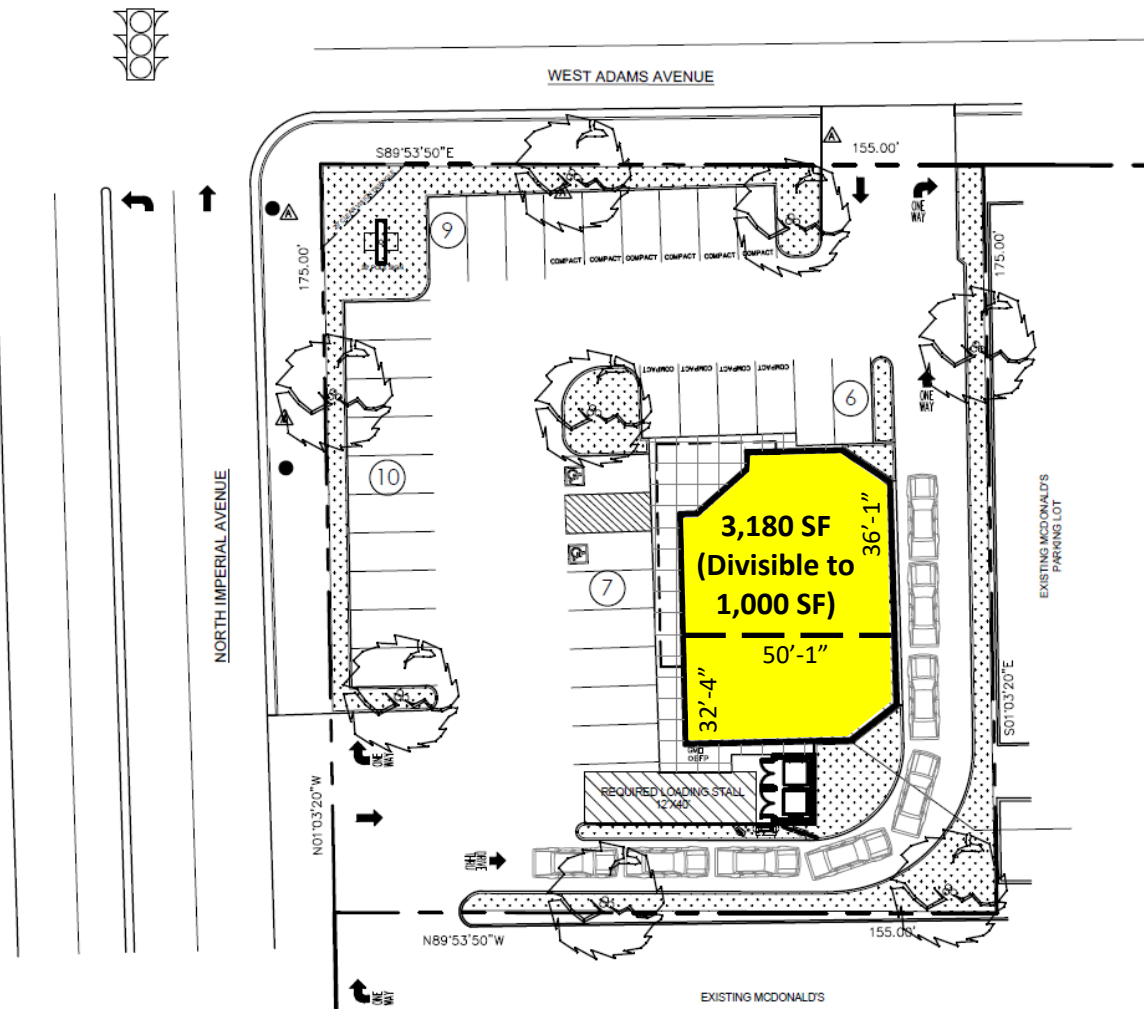 WEST ADAMS AVENUE
S89°53'50"E
155.00'
ONE
WAY
9
175.00'
175.00'
COMPACT COMPACT COMPACT COMPACT COMPACT COMPACT
COMPACT COMPACT COMPACT COMPACT
6
ONE
WAY
10
NORTH IMPERIAL AVENUE
7
3,180 SF
(Divisible to
1,000 SF)
36'-1"
50'-1"
32'-4"
EXISTING MCDONALD'S
PARKING LOT
S01°03'20"E
ONE
WAY
REQUIRED LOADING STALL
12'X40'
N01°03'20"W
DRIVE
THRU
N89°53'50"W
155.00'
ONE
WAY
EXISTING MCDONALD'S